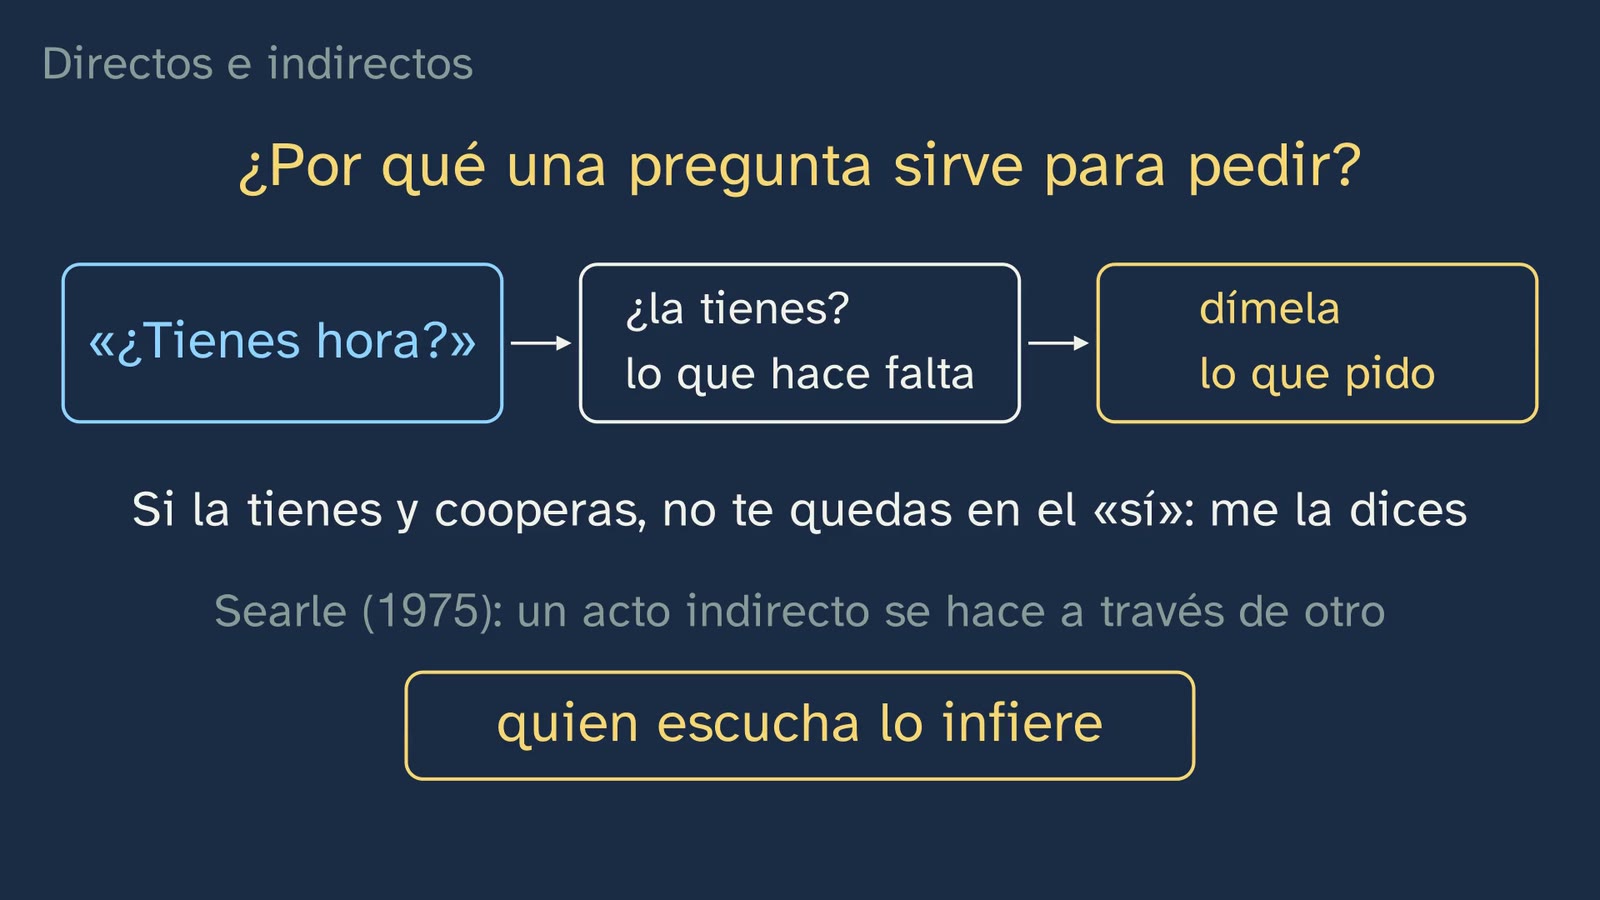 Directos e indirectos
¿Por qué una pregunta sirve para pedir?
«¿Tienes hora?»
¿la tienes?
lo que hace falta
dímela
lo que pido
Si la tienes y cooperas, no te quedas en el «sí»: me la dices
Searle (1975): un acto indirecto se hace a través de otro
quien escucha lo infiere